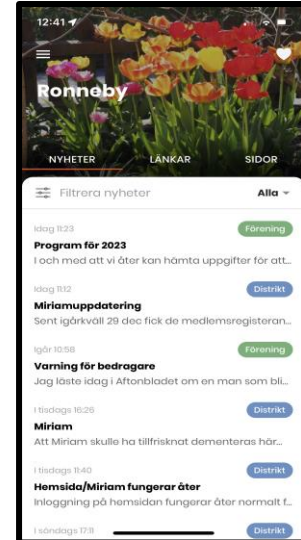 12:41
Ronneby
NYHETER LÄNKAR SIDOR
Filtrera nyheter Alla
Idag 11:23 Förening
Program för 2023
I och med att vi åter kan hämta uppgifter för att...
Idag 11:12 Distrikt
Miriamuppdatering
Sent igårkväll 29 dec fick de medlemsregisteran...
Igår 10:58 Förening
Varning för bedragare
Jag läste idag i Aftonbladet om en man som bli...
I tisdags 16:26 Distrikt
Miriam
Att Miriam skulle ha tillfrisknat dementeras här...
I tisdags 11:40 Distrikt
Hemsida/Miriam fungerar åter
Inloggning på hemsidan fungerar åter normalt f...
I söndags 17:11 Distrikt